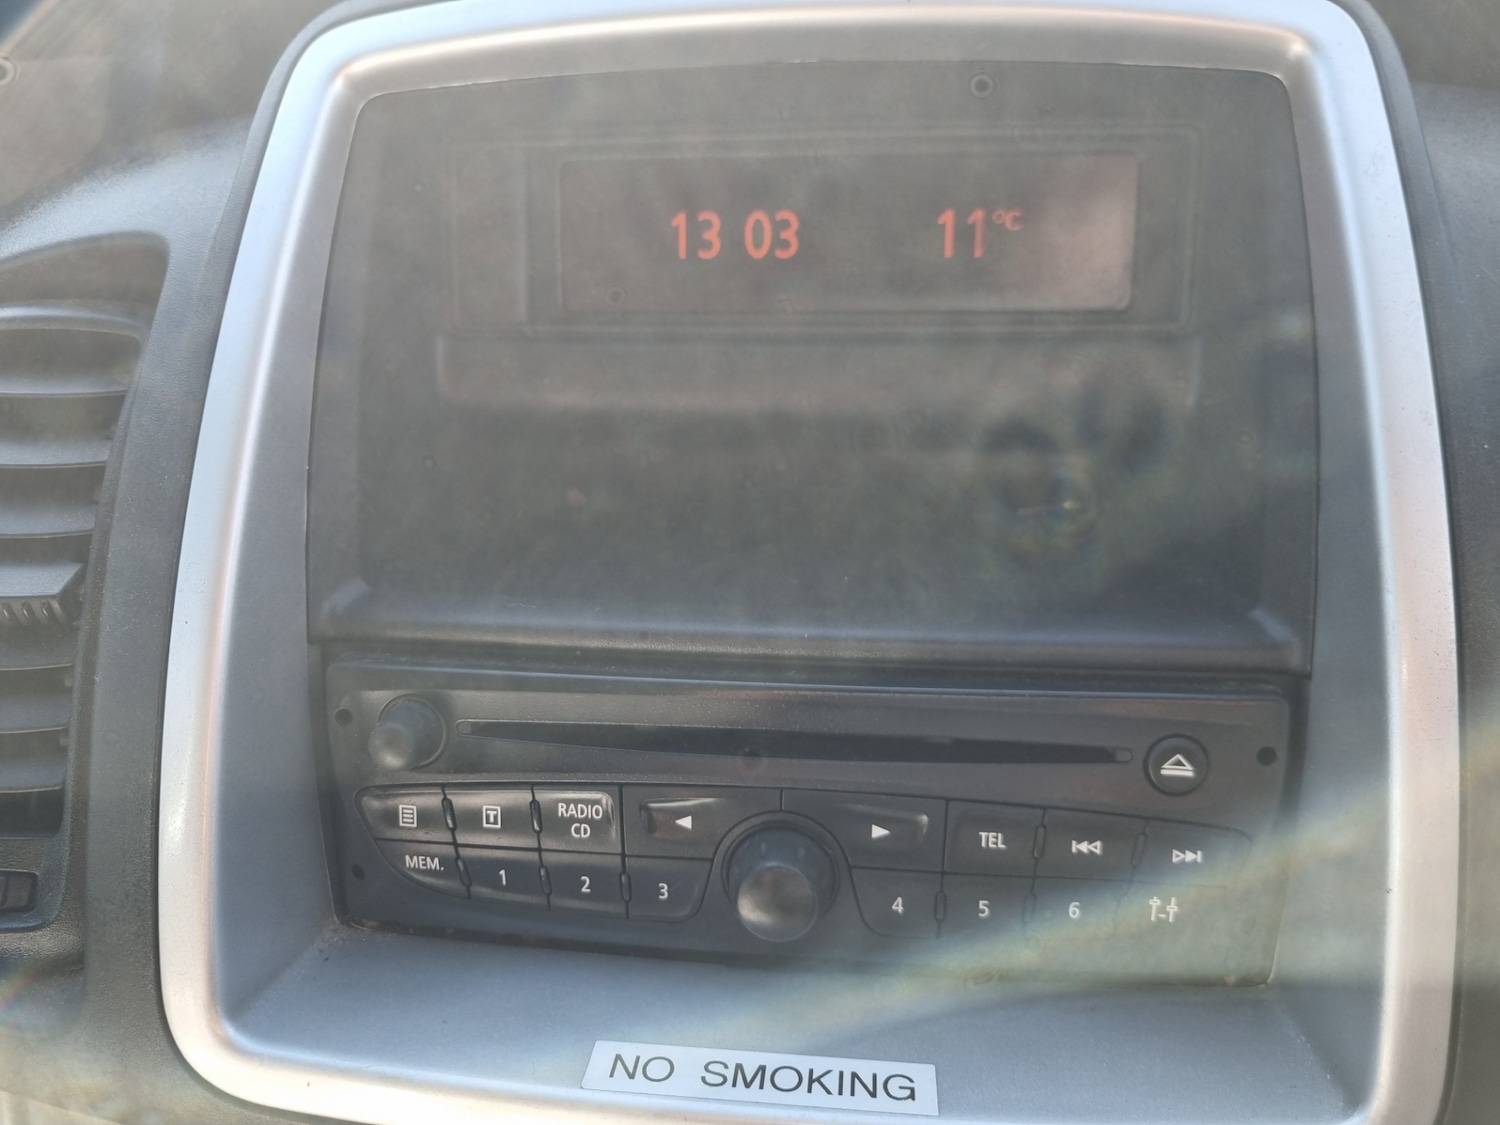 13 03 11°C
RADIO
CD
TEL
MEM. 1 2 3 4 5 6
NO SMOKING